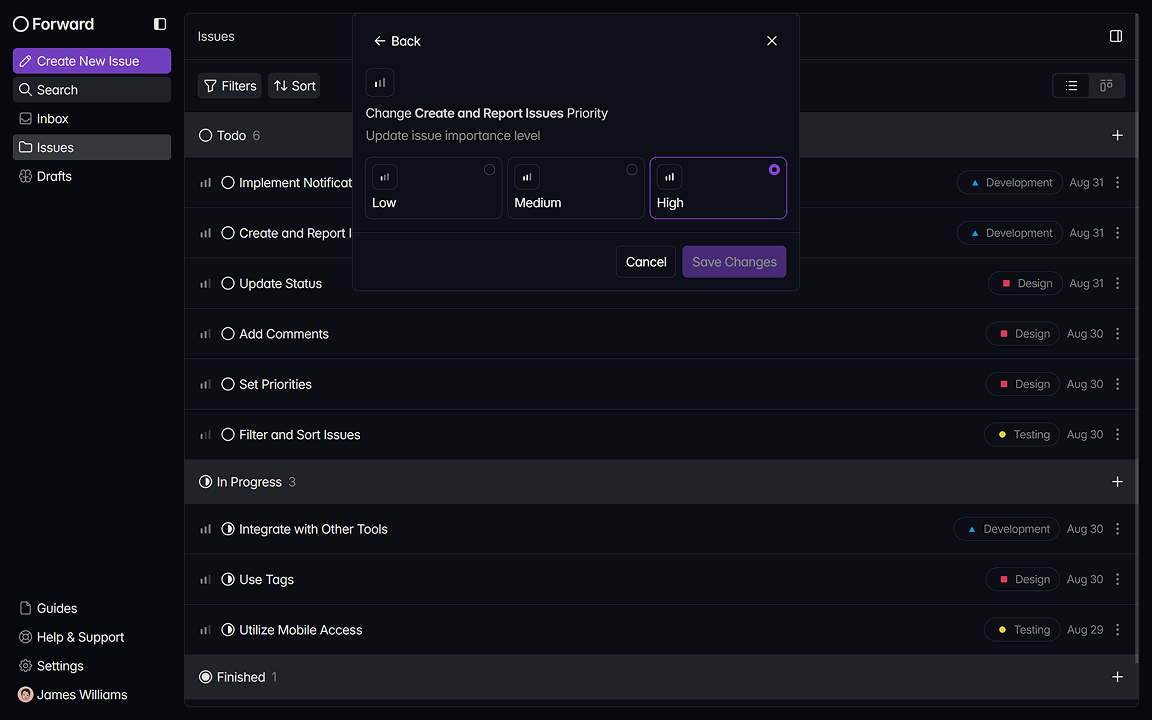 Forward
Create New Issue
Search
Inbox
Issues
Drafts
Guides
Help & Support
Settings
James Williams
Issues
Filters
Sort
Todo 6
Implement Notificat
Development Aug 31
Create and Report I
Development Aug 31
Update Status
Design Aug 31
Add Comments
Design Aug 30
Set Priorities
Design Aug 30
Filter and Sort Issues
Testing Aug 30
In Progress 3
Integrate with Other Tools
Development Aug 30
Use Tags
Design Aug 30
Utilize Mobile Access
Testing Aug 29
Finished 1
Back
Change Create and Report Issues Priority
Update issue importance level
Low
Medium
High
Cancel
Save Changes